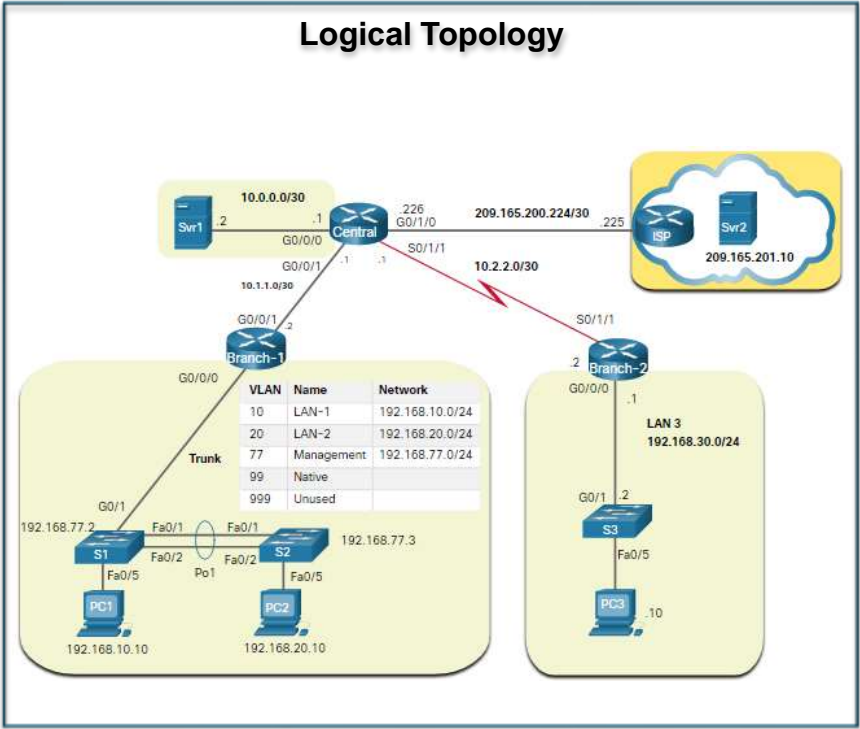 Logical Topology
10.0.0.0/30
Svr1
.2
.1
G0/0/0
Central
.226
G0/1/0
209.165.200.224/30
.225
ISP
Svr2
209.165.201.10
S0/1/1
G0/0/1
.1
.1
10.2.2.0/30
10.1.1.0/30
G0/0/1
.2
Branch-1
S0/1/1
.2
Branch-2
G0/0/0
.1
G0/0/0
VLAN Name Network
10 LAN-1 192.168.10.0/24
20 LAN-2 192.168.20.0/24
77 Management 192.168.77.0/24
99 Native
999 Unused
LAN 3
192.168.30.0/24
Trunk
G0/1
192.168.77.2
S1
Fa0/1
Fa0/1
Fa0/2
Fa0/2
Po1
S2
192.168.77.3
Fa0/5
Fa0/5
PC1
192.168.10.10
PC2
192.168.20.10
G0/1
.2
S3
Fa0/5
PC3
.10